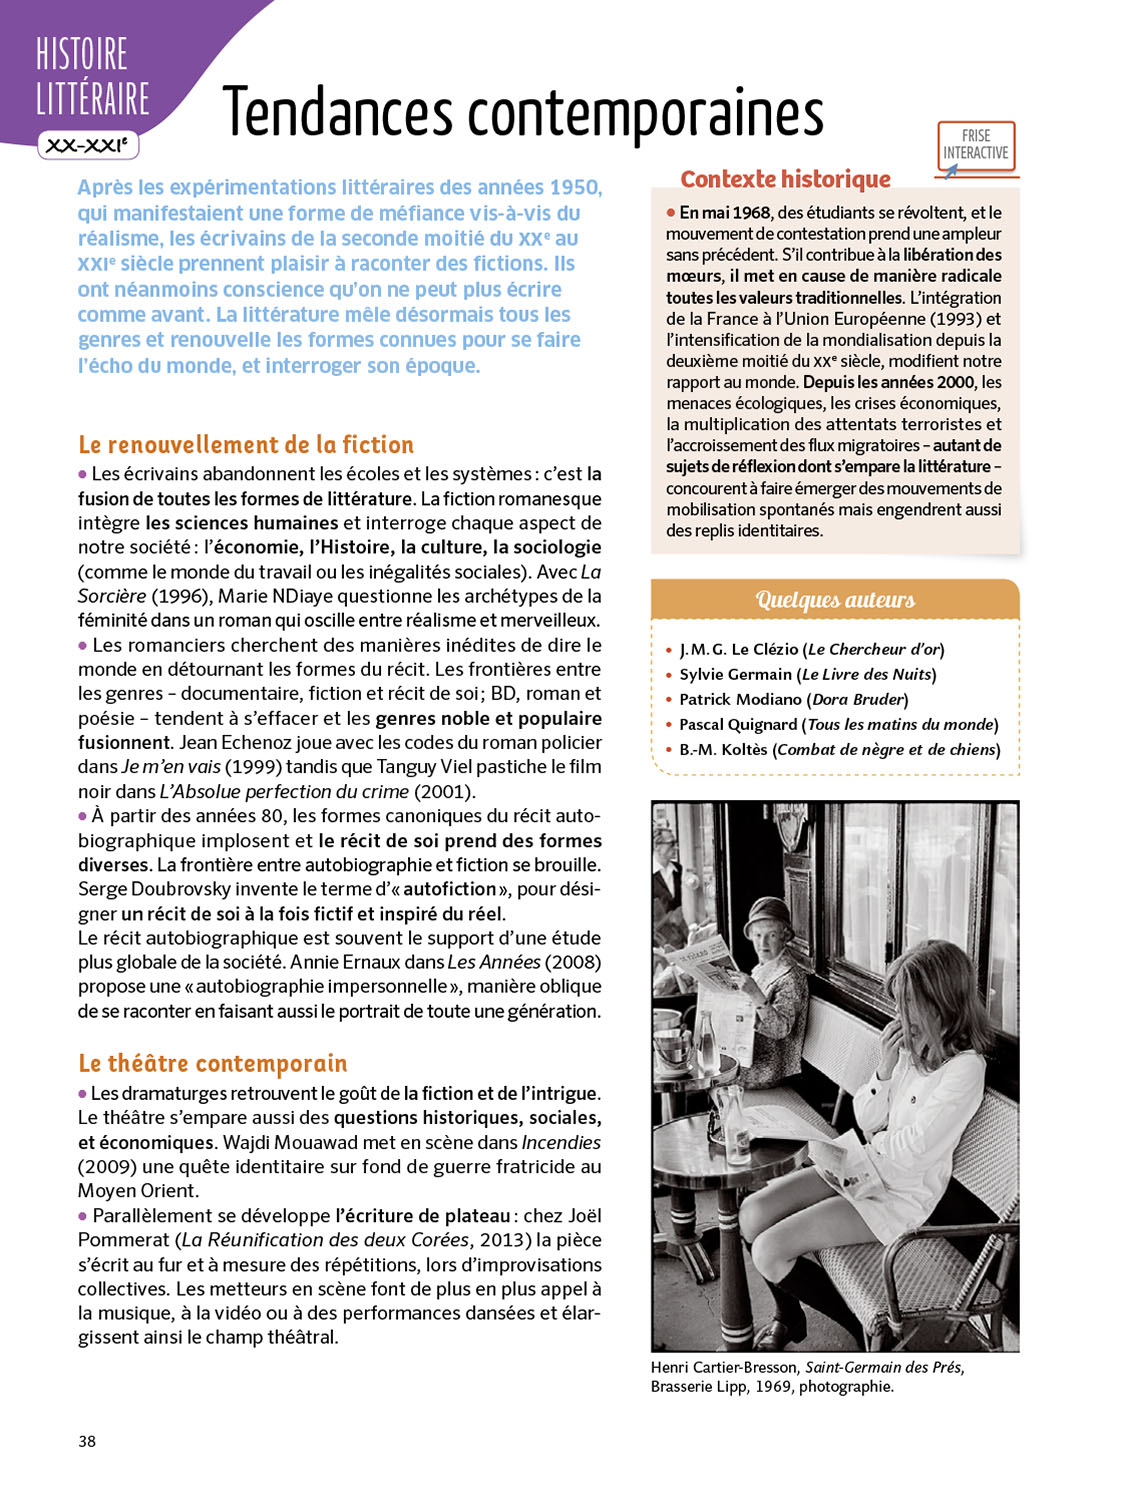 HISTOIRE
LITTÉRAIRE
XX-XXIe
Tendances contemporaines
FRISE
INTERACTIVE
Après les expérimentations littéraires des années 1950,
qui manifestaient une forme de méfiance vis-à-vis du
réalisme, les écrivains de la seconde moitié du XXe au
XXIe siècle prennent plaisir à raconter des fictions. Ils
ont néanmoins conscience qu’on ne peut plus écrire
comme avant. La littérature mêle désormais tous les
genres et renouvelle les formes connues pour se faire
l’écho du monde, et interroger son époque.
Le renouvellement de la fiction
• Les écrivains abandonnent les écoles et les systèmes : c’est la
fusion de toutes les formes de littérature. La fiction romanesque
intègre les sciences humaines et interroge chaque aspect de
notre société : l’économie, l’Histoire, la culture, la sociologie
(comme le monde du travail ou les inégalités sociales). Avec La
Sorcière (1996), Marie NDiaye questionne les archétypes de la
féminité dans un roman qui oscille entre réalisme et merveilleux.
• Les romanciers cherchent des manières inédites de dire le
monde en détournant les formes du récit. Les frontières entre
les genres – documentaire, fiction et récit de soi ; BD, roman et
poésie – tendent à s’effacer et les genres noble et populaire
fusionnent. Jean Echenoz joue avec les codes du roman policier
dans Je m’en vais (1999) tandis que Tanguy Viel pastiche le film
noir dans L’Absolue perfection du crime (2001).
• À partir des années 80, les formes canoniques du récit auto-
biographique implosent et le récit de soi prend des formes
diverses. La frontière entre autobiographie et fiction se brouille.
Serge Doubrovsky invente le terme d’« autofiction », pour dési-
gner un récit de soi à la fois fictif et inspiré du réel.
Le récit autobiographique est souvent le support d’une étude
plus globale de la société. Annie Ernaux dans Les Années (2008)
propose une « autobiographie impersonnelle », manière oblique
de se raconter en faisant aussi le portrait de toute une génération.
Le théâtre contemporain
• Les dramaturges retrouvent le goût de la fiction et de l’intrigue.
Le théâtre s’empare aussi des questions historiques, sociales,
et économiques. Wajdi Mouawad met en scène dans Incendies
(2009) une quête identitaire sur fond de guerre fratricide au
Moyen Orient.
• Parallèlement se développe l’écriture de plateau : chez Joël
Pommerat (La Réunification des deux Corées, 2013) la pièce
s’écrit au fur et à mesure des répétitions, lors d’improvisations
collectives. Les metteurs en scène font de plus en plus appel à
la musique, à la vidéo ou à des performances dansées et élar-
gissent ainsi le champ théâtral.
Contexte historique
• En mai 1968, des étudiants se révoltent, et le
mouvement de contestation prend une ampleur
sans précédent. S’il contribue à la libération des
mœurs, il met en cause de manière radicale
toutes les valeurs traditionnelles. L’intégration
de la France à l’Union Européenne (1993) et
l’intensification de la mondialisation depuis la
deuxième moitié du XXe siècle, modifient notre
rapport au monde. Depuis les années 2000, les
menaces écologiques, les crises économiques,
la multiplication des attentats terroristes et
l’accroissement des flux migratoires – autant de
sujets de réflexion dont s’empare la littérature –
concourent à faire émerger des mouvements de
mobilisation spontanés mais engendrent aussi
des replis identitaires.
Quelques auteurs
• J. M. G. Le Clézio (Le Chercheur d’or)
• Sylvie Germain (Le Livre des Nuits)
• Patrick Modiano (Dora Bruder)
• Pascal Quignard (Tous les matins du monde)
• B.-M. Koltès (Combat de nègre et de chiens)
LE FIGARO
Henri Cartier-Bresson, Saint-Germain des Prés,
Brasserie Lipp, 1969, photographie.
38